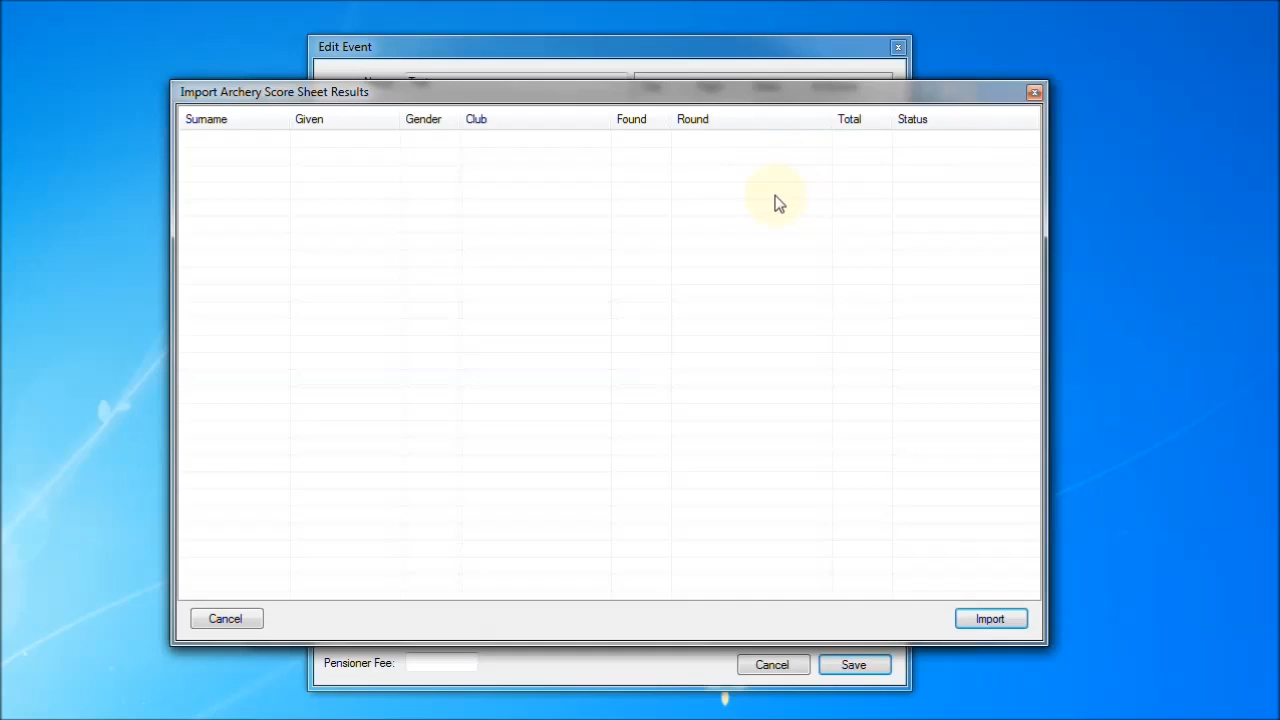 Edit Event
Import Archery Score Sheet Results
Surname Given Gender Club Found Round Total Status
Cancel Import
Pensioner Fee: Cancel Save